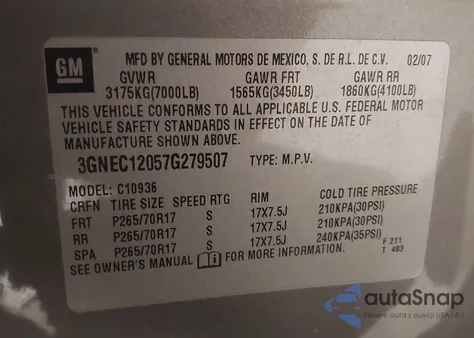 GM
MFD BY GENERAL MOTORS DE MEXICO, S. DE R.L. DE C.V. 02/07
GVWR GAWR FRT GAWR RR
3175KG(7000LB) 1565KG(3450LB) 1860KG(4100LB)
THIS VEHICLE CONFORMS TO ALL APPLICABLE U.S. FEDERAL MOTOR
VEHICLE SAFETY STANDARDS IN EFFECT ON THE DATE OF
MANUFACTURE SHOWN ABOVE.
3GNEC12057G279507 TYPE: M.P.V.
MODEL: C10936
CRFN TIRE SIZE SPEED RTG RIM COLD TIRE PRESSURE
FRT P265/70R17 S 17X7.5J 210KPA(30PSI)
RR P265/70R17 S 17X7.5J 210KPA(30PSI)
SPA P265/70R17 S 17X7.5J 240KPA(35PSI)
SEE OWNER'S MANUAL FOR MORE INFORMATION. F 211
T 483
autoSnap